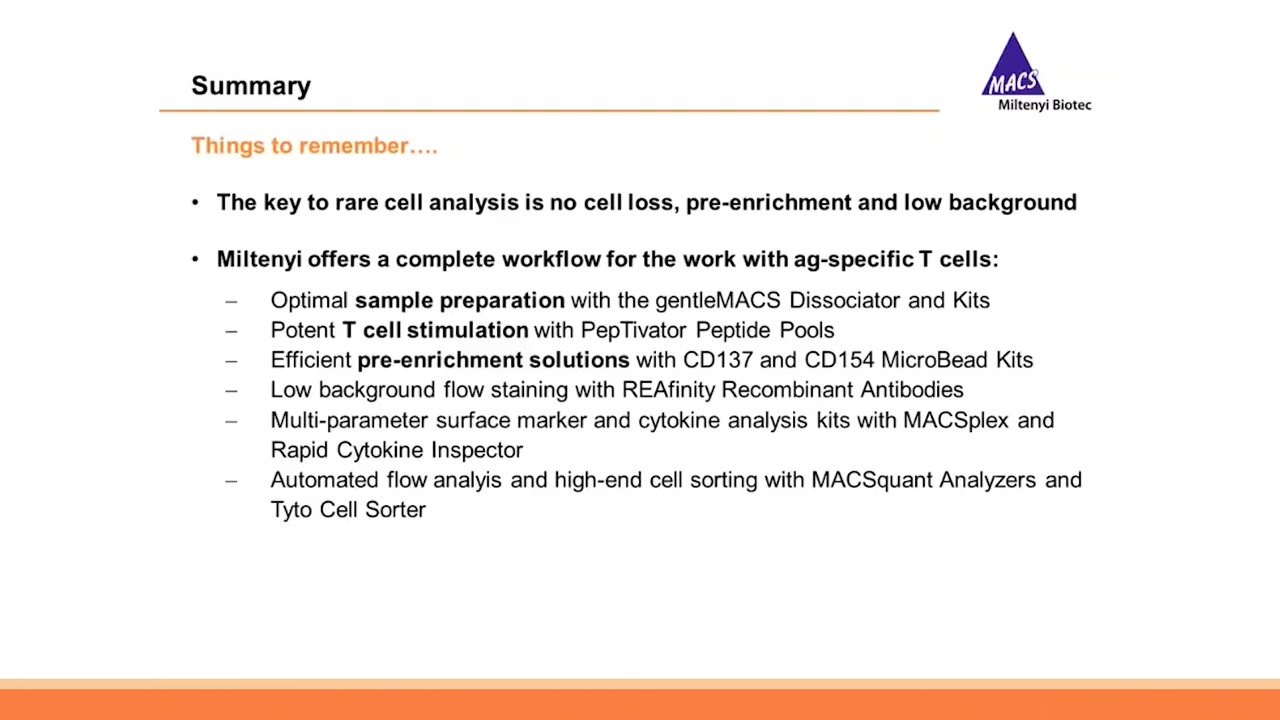 Summary
MACS
Miltenyi Biotec
Things to remember….
• The key to rare cell analysis is no cell loss, pre-enrichment and low background
• Miltenyi offers a complete workflow for the work with ag-specific T cells:
– Optimal sample preparation with the gentleMACS Dissociator and Kits
– Potent T cell stimulation with PepTivator Peptide Pools
– Efficient pre-enrichment solutions with CD137 and CD154 MicroBead Kits
– Low background flow staining with REAfinity Recombinant Antibodies
– Multi-parameter surface marker and cytokine analysis kits with MACSplex and
Rapid Cytokine Inspector
– Automated flow analyis and high-end cell sorting with MACSquant Analyzers and
Tyto Cell Sorter